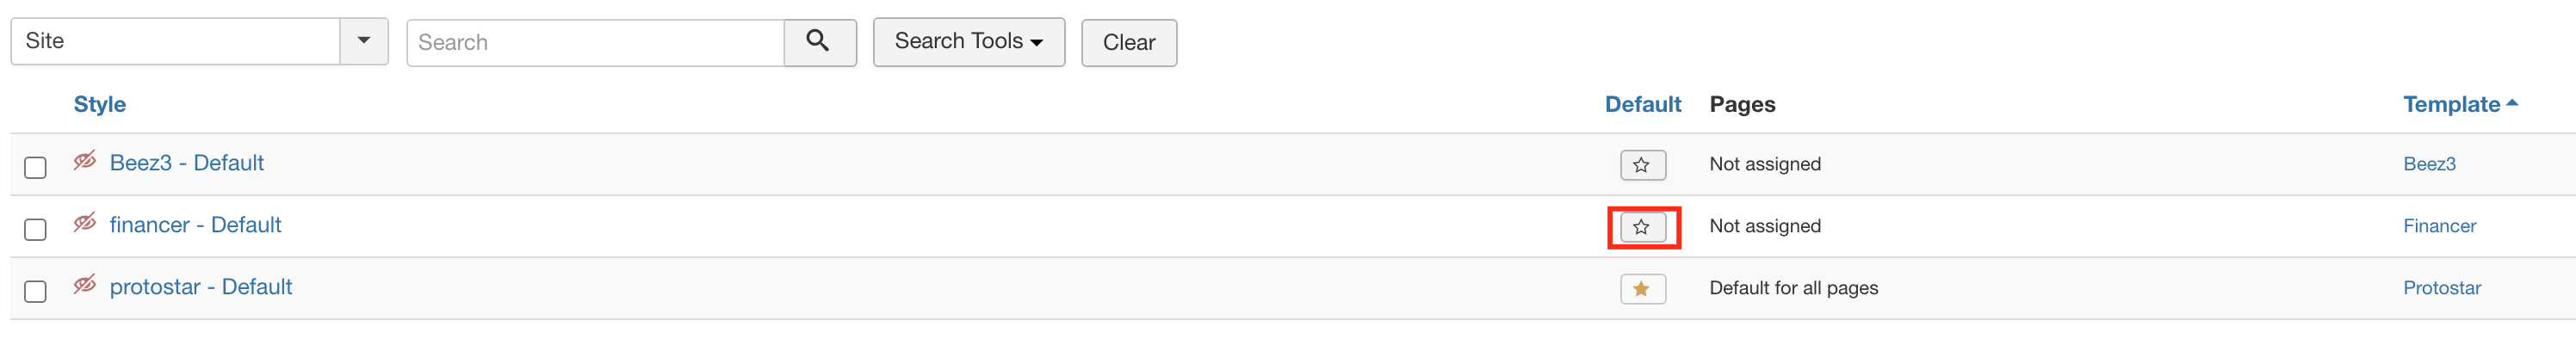 Site Search Search Tools Clear
Style Default Pages Template
Beez3 - Default Not assigned Beez3
financer - Default Not assigned Financer
protostar - Default Default for all pages Protostar